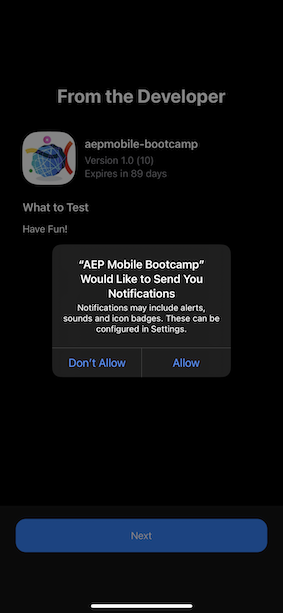 From the Developer
aepmobile-bootcamp
Version 1.0 (10)
Expires in 89 days
What to Test
Have Fun!
“AEP Mobile Bootcamp”
Would Like to Send You
Notifications
Notifications may include alerts,
sounds and icon badges. These can be
configured in Settings.
Don’t Allow
Allow
Next